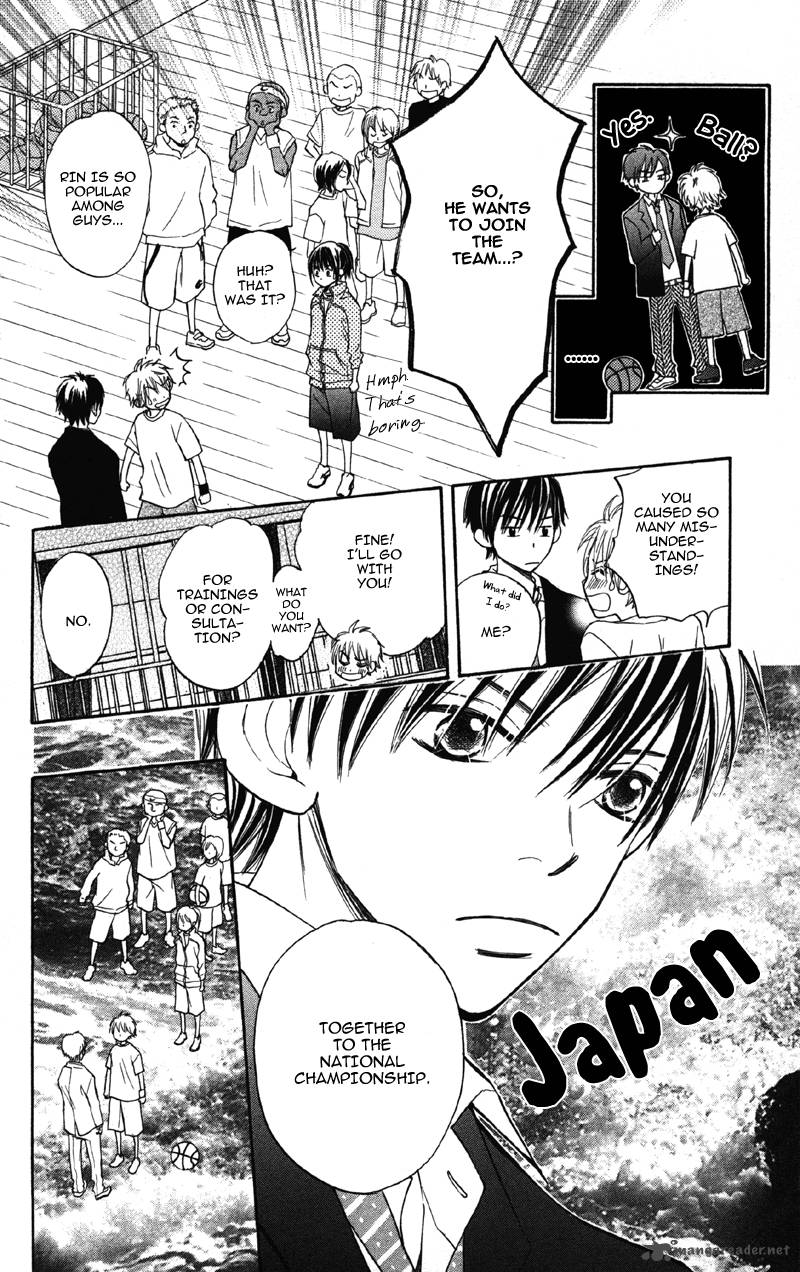 Yes.
Ball?
.......
SO,
HE WANTS
TO JOIN
THE
TEAM...?
RIN IS SO
POPULAR
AMONG
GUYS...
HUH?
THAT
WAS IT?
Hmph.
That's
boring
YOU
CAUSED SO
MANY MIS-
UNDER-
STAND-
INGS!
What did
I do?
ME?
FINE!
I'LL GO
WITH
YOU!
WHAT
DO
YOU
WANT?
FOR
TRAININGS
OR CON-
SULTA-
TION?
NO.
Japan
TOGETHER
TO THE
NATIONAL
CHAMPIONSHIP.
mangareader.net